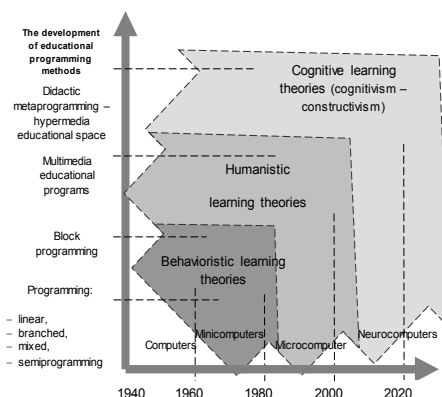 The development
of educational
programming
methods
Didactic
metaprogramming –
hypermedia
educational space
Multimedia
educational
programs
Block
programming
Programming:
– linear,
– branched,
– mixed,
– semiprogramming
Cognitive learning
theories (cognitivism –
constructivism)
Humanistic
learning theories
Behavioristic learning
theories
Computers
Minicomputers
Microcomputer
Neurocomputers
1940 1960 1980 2000 2020